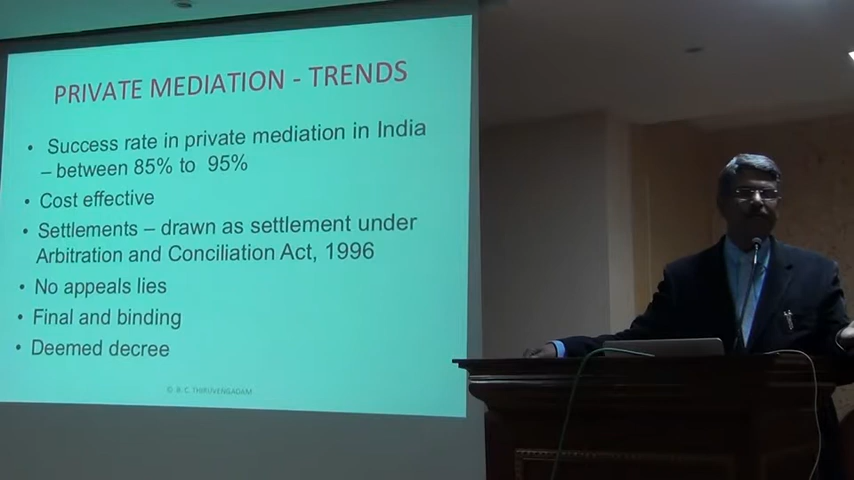 PRIVATE MEDIATION - TRENDS
• Success rate in private mediation in India
– between 85% to 95%
• Cost effective
• Settlements – drawn as settlement under
Arbitration and Conciliation Act, 1996
• No appeals lies
• Final and binding
• Deemed decree
© R. C. THIRUVENGADAM